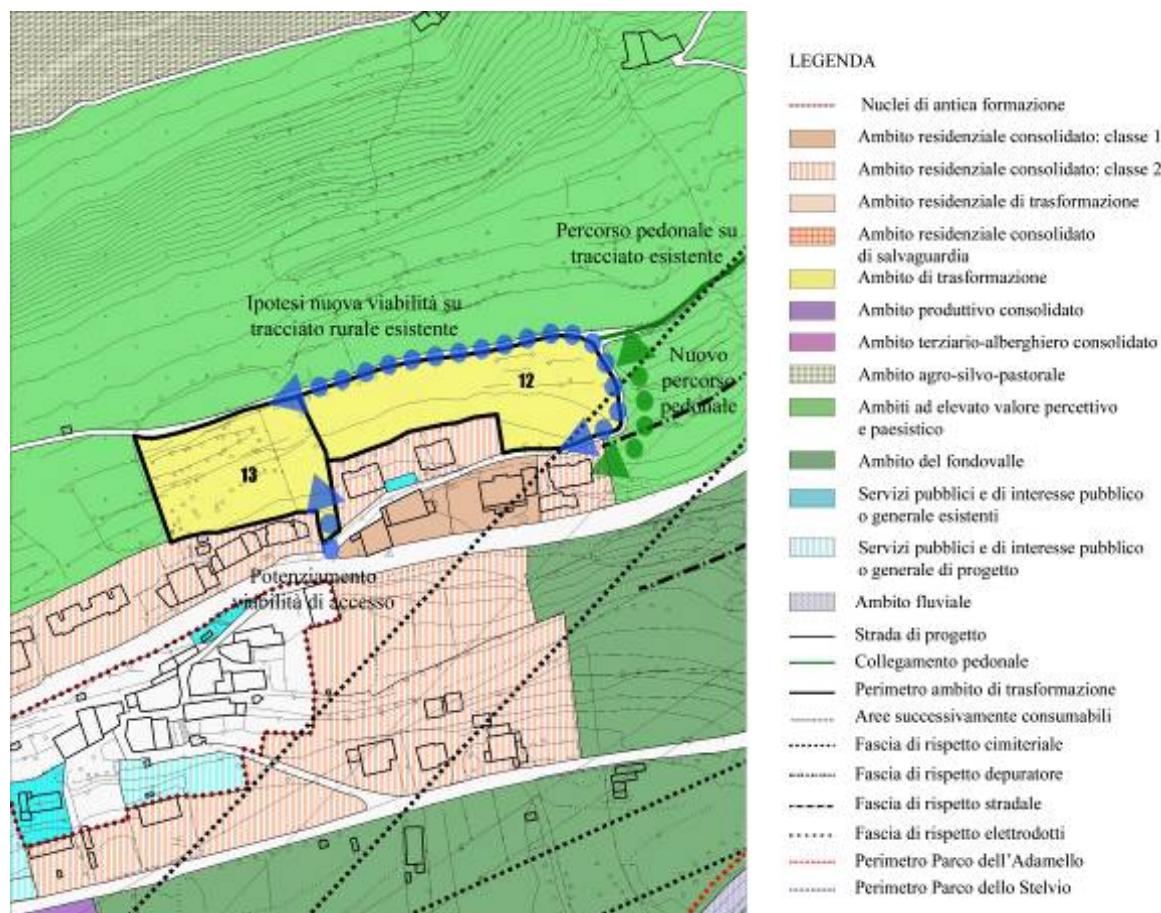 Percorso pedonale su
tracciato esistente
Ipotesi nuova viabilità su
tracciato rurale esistente
Nuovo
percorso
pedonale
12
13
Potenziamento
viabilità di accesso
LEGENDA
Nuclei di antica formazione
Ambito residenziale consolidato: classe 1
Ambito residenziale consolidato: classe 2
Ambito residenziale di trasformazione
Ambito residenziale consolidato
di salvaguardia
Ambito di trasformazione
Ambito produttivo consolidato
Ambito terziario-alberghiero consolidato
Ambito agro-silvo-pastorale
Ambiti ad elevato valore percettivo
e paesistico
Ambito del fondovalle
Servizi pubblici e di interesse pubblico
o generale esistenti
Servizi pubblici e di interesse pubblico
o generale di progetto
Ambito fluviale
Strada di progetto
Collegamento pedonale
Perimetro ambito di trasformazione
Aree successivamente consumabili
Fascia di rispetto cimiteriale
Fascia di rispetto depuratore
Fascia di rispetto stradale
Fascia di rispetto elettrodotti
Perimetro Parco dell'Adamello
Perimetro Parco dello Stelvio